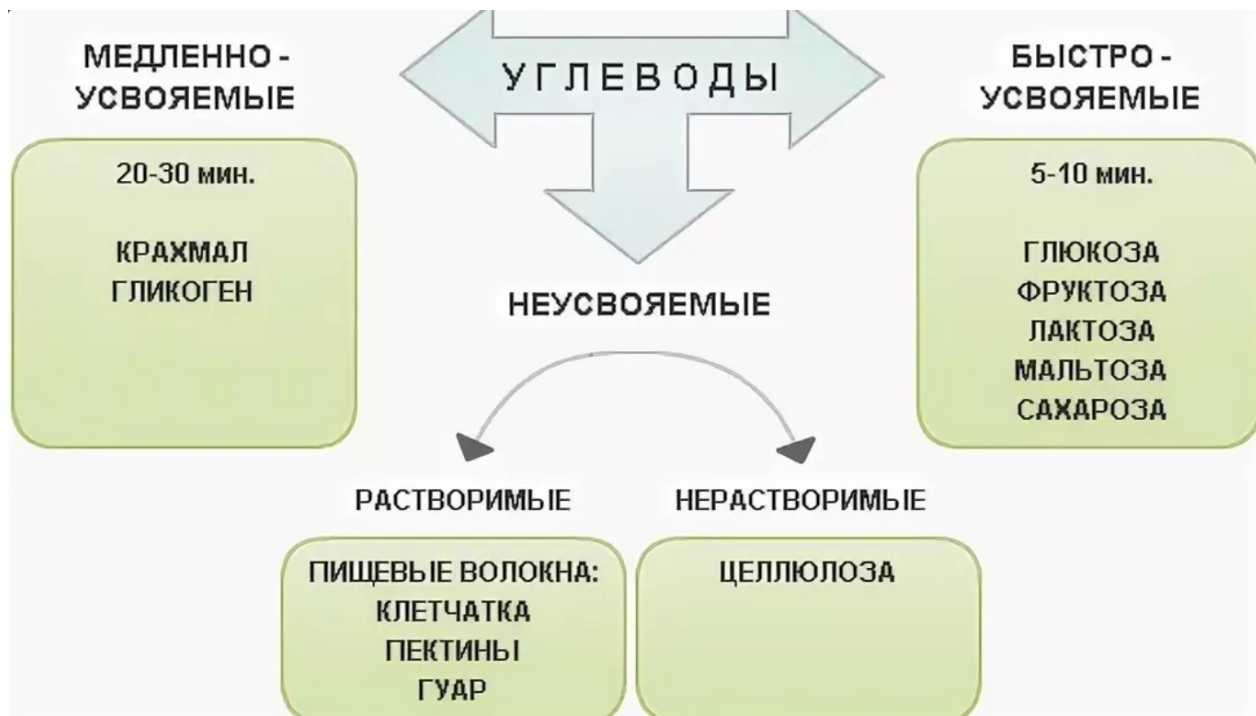 УГЛЕВОДЫ
МЕДЛЕННО -
УСВОЯЕМЫЕ
20-30 мин.
КРАХМАЛ
ГЛИКОГЕН
БЫСТРО -
УСВОЯЕМЫЕ
5-10 мин.
ГЛЮКОЗА
ФРУКТОЗА
ЛАКТОЗА
МАЛЬТОЗА
САХАРОЗА
НЕУСВОЯЕМЫЕ
РАСТВОРИМЫЕ
ПИЩЕВЫЕ ВОЛОКНА:
КЛЕТЧАТКА
ПЕКТИНЫ
ГУАР
НЕРАСТВОРИМЫЕ
ЦЕЛЛЮЛОЗА